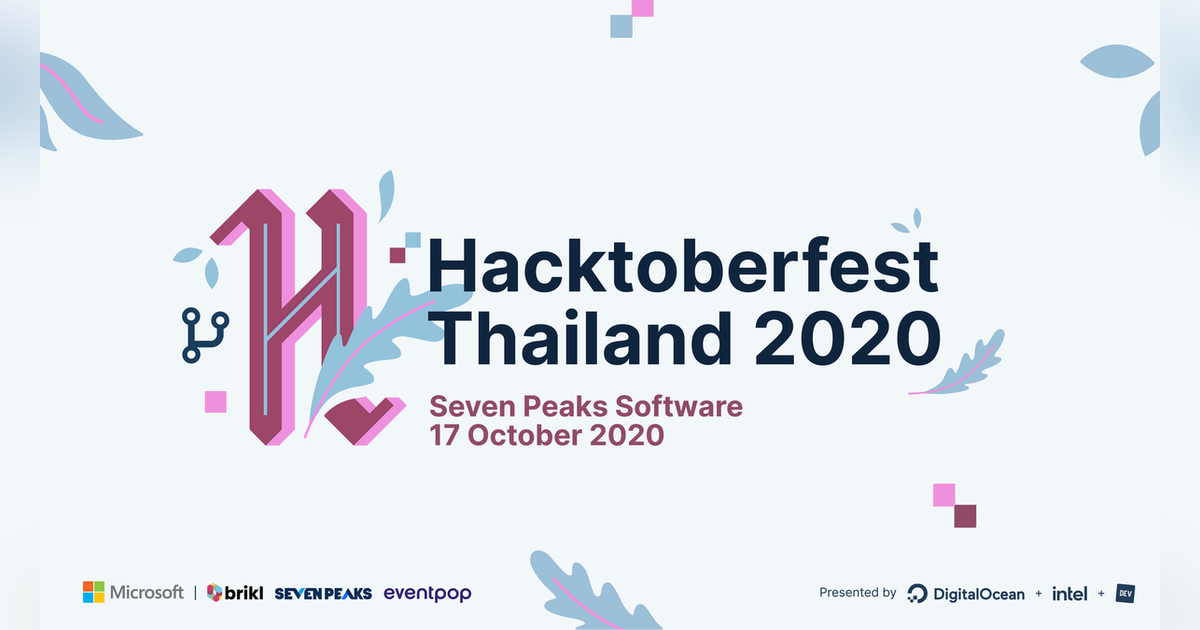 H
Hacktoberfest
Thailand 2020
Seven Peaks Software
17 October 2020
Microsoft | brikl SEVEN PEAKS eventpop
Presented by DigitalOcean + intel + DEV